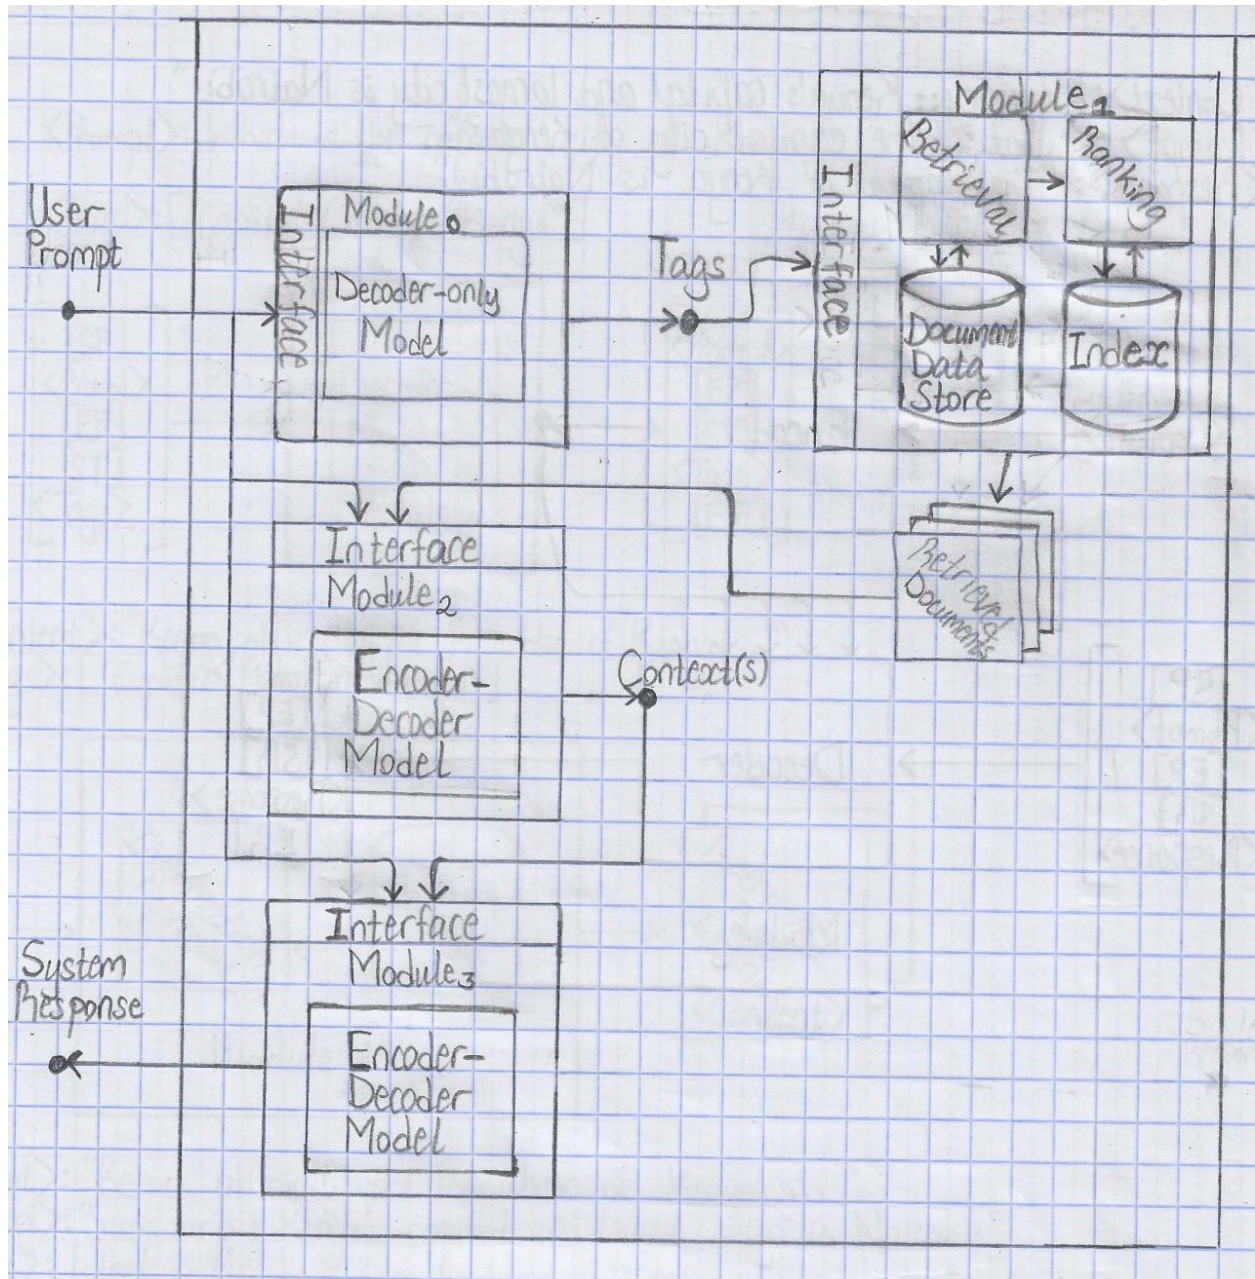 Module1
Retrieval
Ranking
Interface
Document
Data
Store
Index
User
Prompt
Interface
Module0
Decoder-only
Model
Tags
Retrieved
Documents
Interface
Module2
Encoder-
Decoder
Model
Context(s)
Interface
Module3
Encoder-
Decoder
Model
System
Response